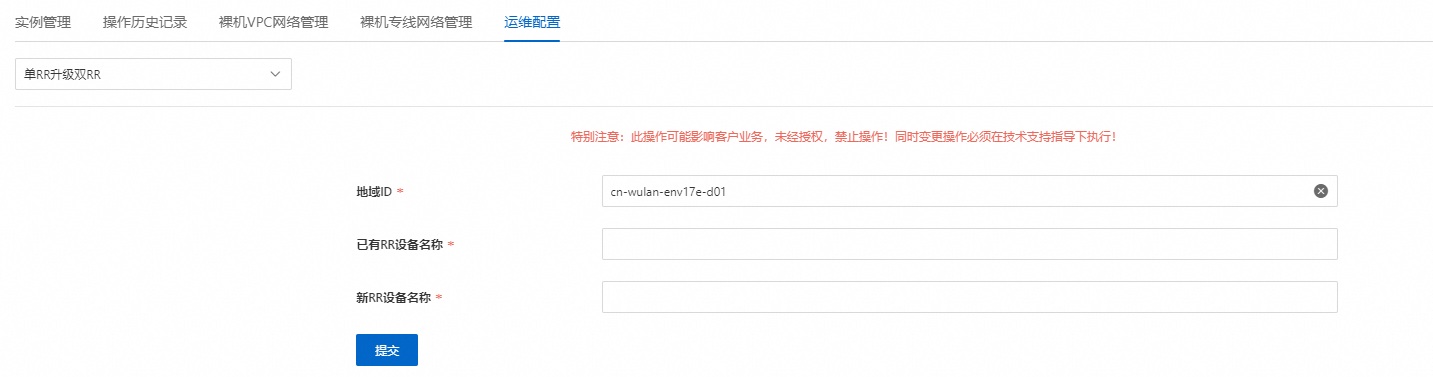 实例管理 操作历史记录 裸机VPC网络管理 裸机专线网络管理 运维配置
单RR升级双RR
特别注意：此操作可能影响客户业务，未经授权，禁止操作！同时变更操作必须在技术支持指导下执行！
地域ID * cn-wulan-env17e-d01
已有RR设备名称 *
新RR设备名称 *
提交